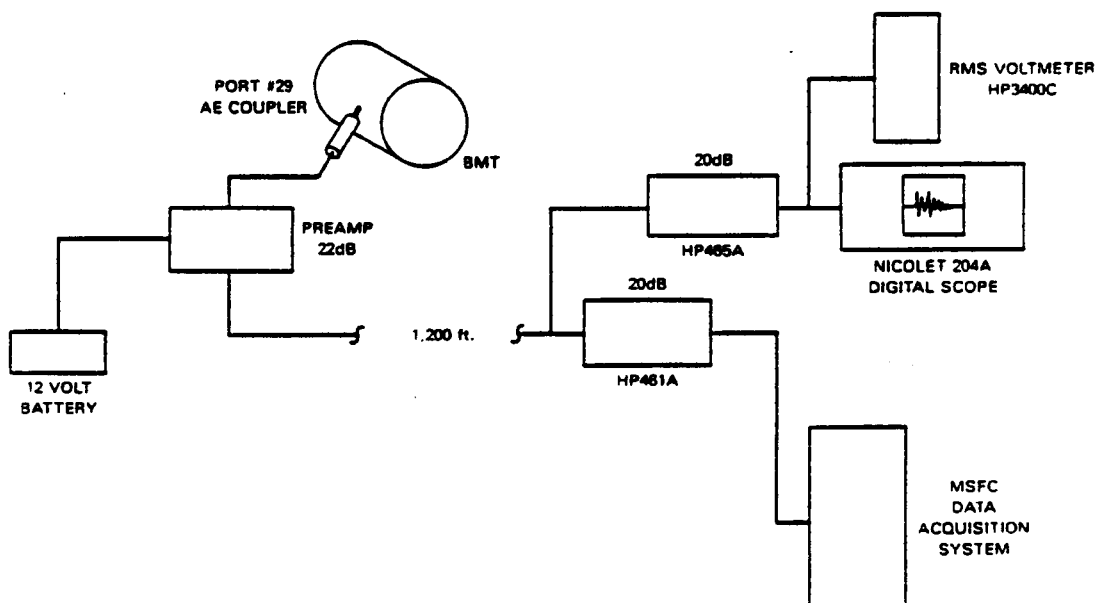 PORT #29
AE COUPLER
BMT
RMS VOLTMETER
HP3400C
20dB
HP465A
NICOLET 204A
DIGITAL SCOPE
PREAMP
22dB
20dB
1,200 ft.
HP461A
12 VOLT
BATTERY
MSFC
DATA
ACQUISITION
SYSTEM